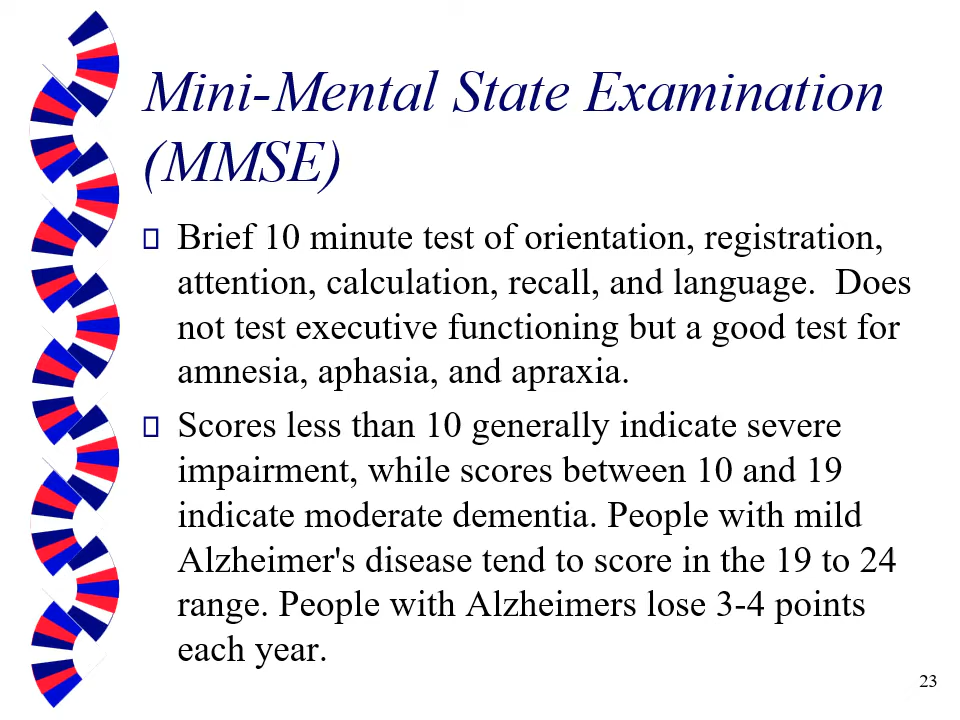 Mini-Mental State Examination
(MMSE)
Brief 10 minute test of orientation, registration,
attention, calculation, recall, and language.  Does
not test executive functioning but a good test for
amnesia, aphasia, and apraxia.
Scores less than 10 generally indicate severe
impairment, while scores between 10 and 19
indicate moderate dementia. People with mild
Alzheimer's disease tend to score in the 19 to 24
range. People with Alzheimers lose 3-4 points
each year.
23